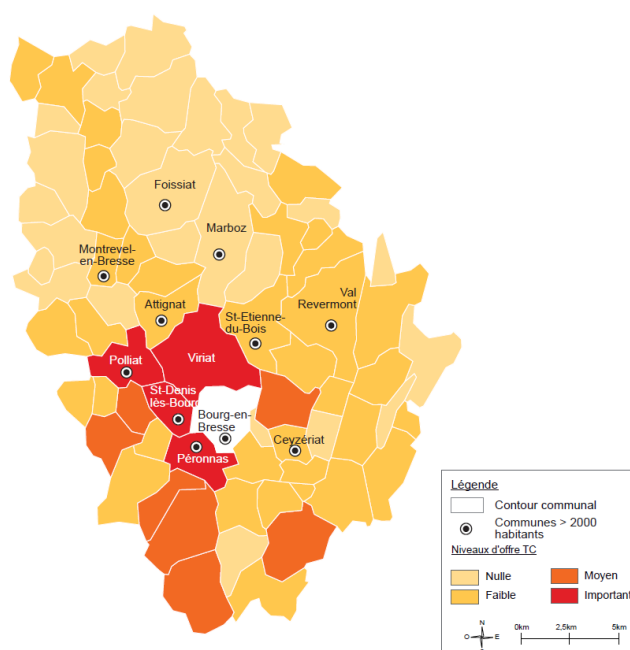 Foissiat
Marboz
Montrevel-
en-Bresse
Val
Revermont
Attignat
St-Etienne-
du-Bois
Viriat
Polliat
St-Denis
lès-Bourg
Bourg-en-
Bresse
Ceyzériat
Péronnas
Légende
Contour communal
Communes > 2000
habitants
Niveaux d'offre TC
Nulle
Moyen
Faible
Important
N
O
E
S
0km
2,5km
5km